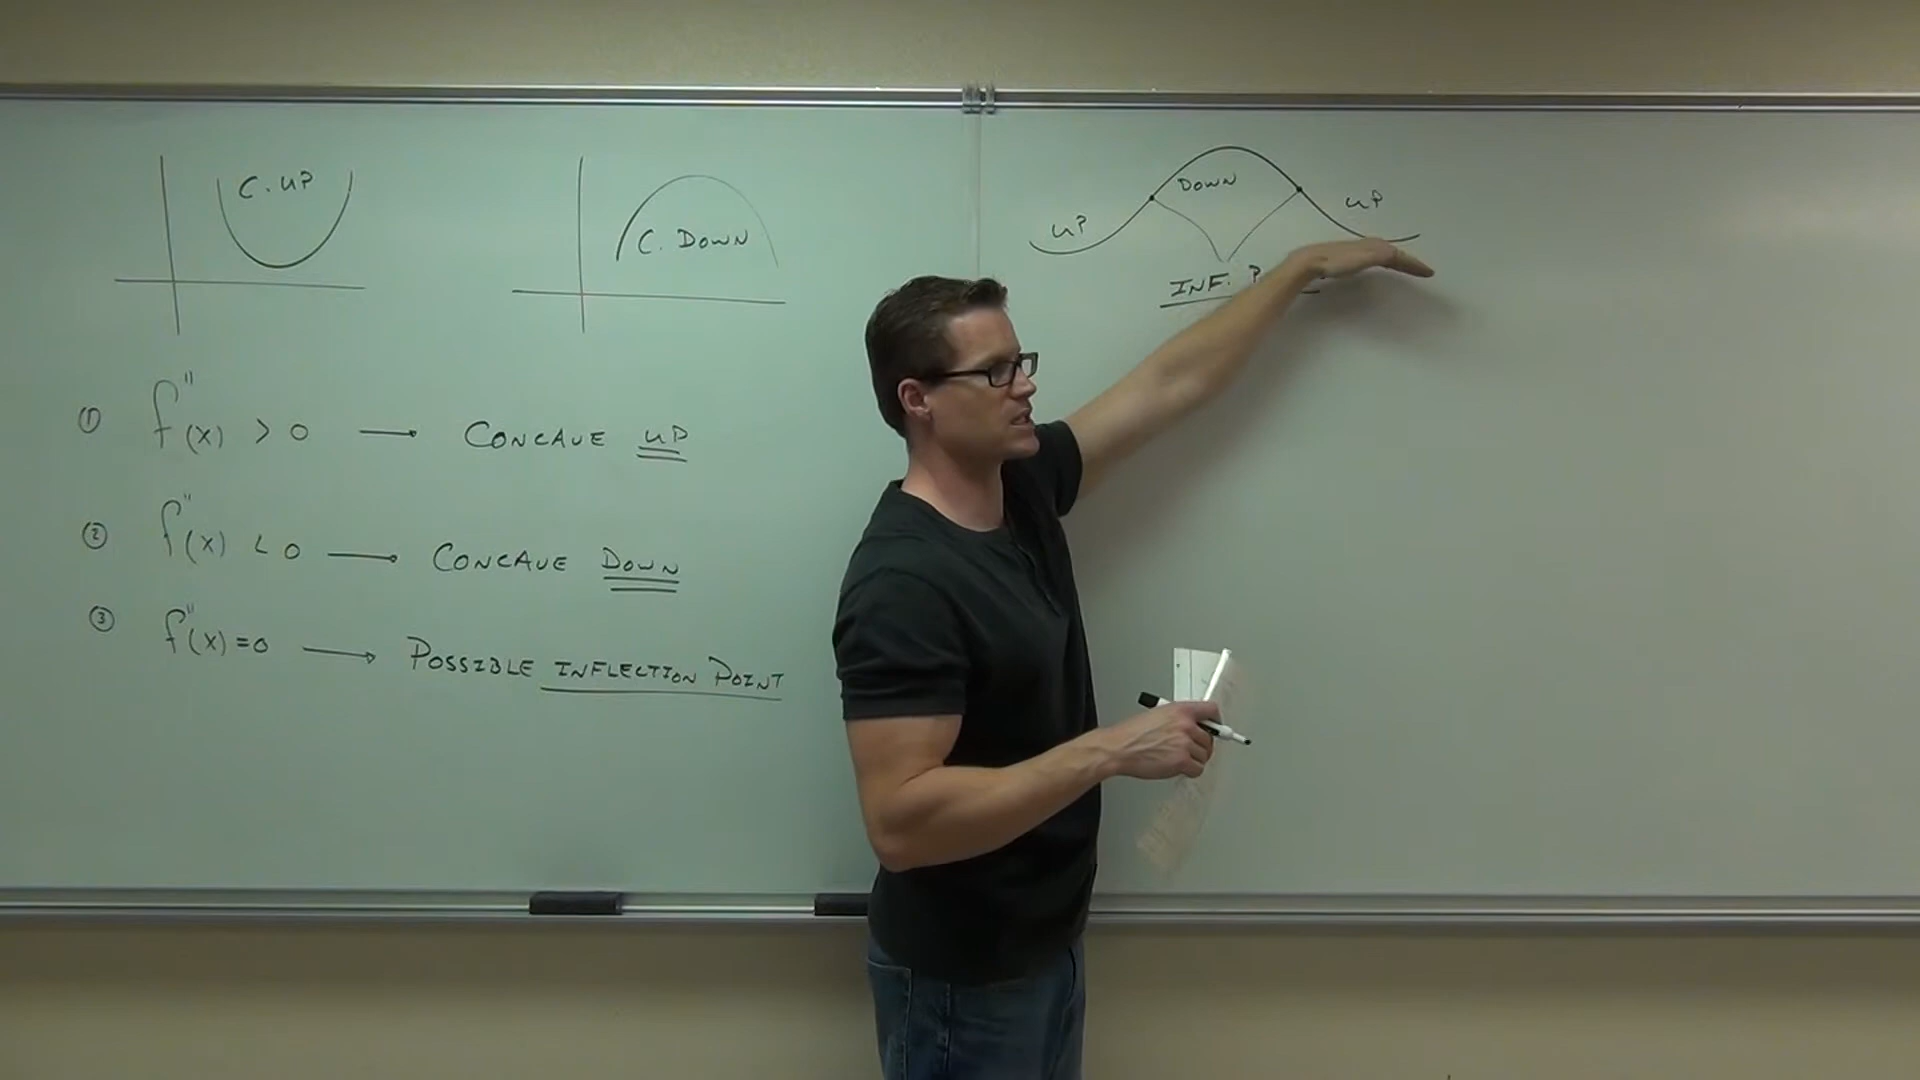 C. UP
C. DOWN
UP
DOWN
UP
INF. P
① f''(x) > 0 → CONCAVE UP
② f''(x) < 0 → CONCAVE DOWN
③ f''(x) = 0 → POSSIBLE INFLECTION POINT